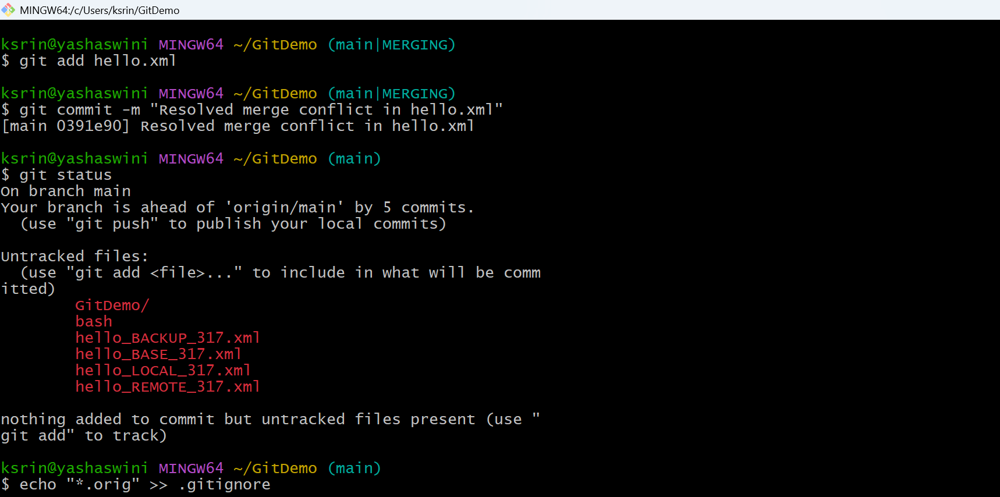 MINGW64:/c/Users/ksrin/GitDemo
ksrin@yashaswini MINGW64 ~/GitDemo (main|MERGING)
$ git add hello.xml
ksrin@yashaswini MINGW64 ~/GitDemo (main|MERGING)
$ git commit -m "Resolved merge conflict in hello.xml"
[main 0391e90] Resolved merge conflict in hello.xml
ksrin@yashaswini MINGW64 ~/GitDemo (main)
$ git status
On branch main
Your branch is ahead of 'origin/main' by 5 commits.
  (use "git push" to publish your local commits)
Untracked files:
  (use "git add <file>..." to include in what will be comm
itted)
        GitDemo/
        bash
        hello_BACKUP_317.xml
        hello_BASE_317.xml
        hello_LOCAL_317.xml
        hello_REMOTE_317.xml
nothing added to commit but untracked files present (use "
git add" to track)
ksrin@yashaswini MINGW64 ~/GitDemo (main)
$ echo "*.orig" >> .gitignore